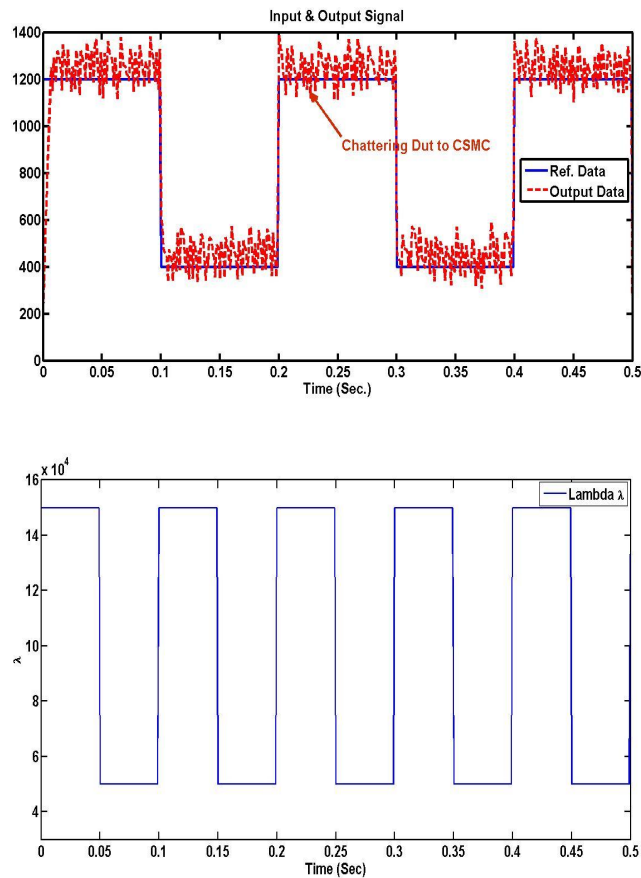 Input & Output Signal
1400
1200
1000
800
600
400
200
0
Chattering Dut to CSMC
Ref. Data
Output Data
0 0.05 0.1 0.15 0.2 0.25 0.3 0.35 0.4 0.45 0.5
Time (Sec.)
x 10^4
16
14
12
10
8
6
4
λ
Lambda λ
0 0.05 0.1 0.15 0.2 0.25 0.3 0.35 0.4 0.45 0.5
Time (Sec)